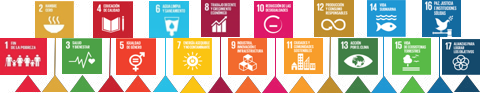 1 FIN
DE LA POBREZA
2 HAMBRE
CERO
3 SALUD
Y BIENESTAR
4 EDUCACIÓN
DE CALIDAD
5 IGUALDAD
DE GÉNERO
6 AGUA LIMPIA
Y SANEAMIENTO
7 ENERGÍA ASEQUIBLE
Y NO CONTAMINANTE
8 TRABAJO DECENTE
Y CRECIMIENTO
ECONÓMICO
9 INDUSTRIA,
INNOVACIÓN E
INFRAESTRUCTURA
10 REDUCCIÓN DE LAS
DESIGUALDADES
11 CIUDADES Y
COMUNIDADES
SOSTENIBLES
12 PRODUCCIÓN
Y CONSUMO
RESPONSABLES
13 ACCIÓN
POR EL CLIMA
14 VIDA
SUBMARINA
15 VIDA
DE ECOSISTEMAS
TERRESTRES
16 PAZ, JUSTICIA
E INSTITUCIONES
SÓLIDAS
17 ALIANZAS PARA
LOGRAR
LOS OBJETIVOS